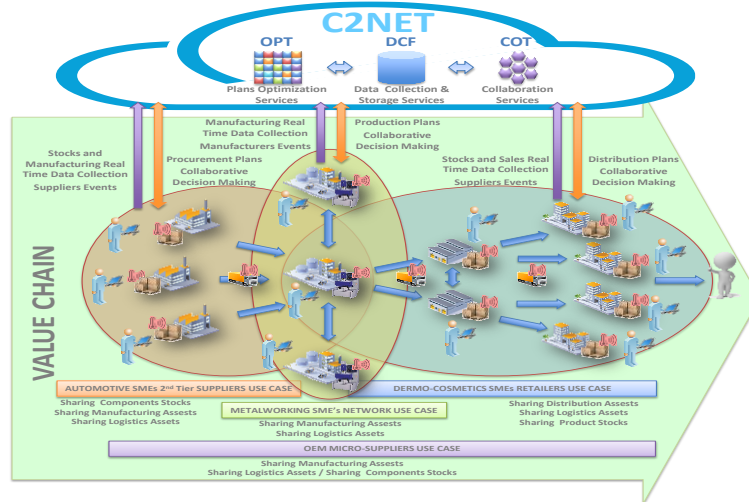 C2NET
OPT
DCF
COT
Plans Optimization
Services
Data Collection &
Storage Services
Collaboration
Services
Stocks and
Manufacturing Real
Time Data Collection
Suppliers Events
Procurement Plans
Collaborative
Decision Making
Manufacturing Real
Time Data Collection
Manufacturers Events
Production Plans
Collaborative
Decision Making
Stocks and Sales Real
Time Data Collection
Suppliers Events
Distribution Plans
Collaborative
Decision Making
VALUE CHAIN
AUTOMOTIVE SMEs 2nd Tier SUPPLIERS USE CASE
Sharing Components Stocks
Sharing Manufacturing Assests
Sharing Logistics Assets
METALWORKING SME's NETWORK USE CASE
Sharing Manufacturing Assests
Sharing Logistics Assets
DERMO-COSMETICS SMEs RETAILERS USE CASE
Sharing Distribution Assests
Sharing Logistics Assets
Sharing Product Stocks
OEM MICRO-SUPPLIERS USE CASE
Sharing Manufacturing Assests
Sharing Logistics Assets / Sharing Components Stocks